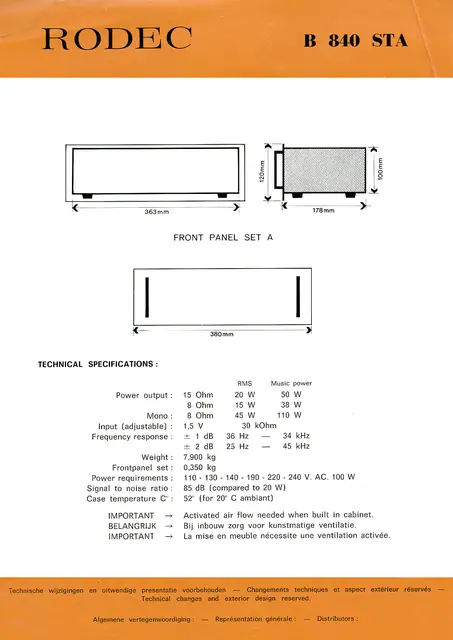 RODEC B 840 STA
120mm 100mm
363mm 178mm
FRONT PANEL SET A
380mm
TECHNICAL SPECIFICATIONS :
RMS Music power
Power output : 15 Ohm 20 W 50 W
8 Ohm 15 W 38 W
Mono : 8 Ohm 45 W 110 W
Input (adjustable) : 1,5 V 30 kOhm
Frequency response : ± 1 dB 36 Hz — 34 kHz
± 2 dB 25 Hz — 45 kHz
Weight : 7,900 kg
Frontpanel set : 0,350 kg
Power requirements : 110 - 130 - 140 - 190 - 220 - 240 V. AC. 100 W
Signal to noise ratio : 85 dB (compared to 20 W)
Case temperature C° : 52° (for 20° C ambiant)
IMPORTANT → Activated air flow needed when built in cabinet.
BELANGRIJK → Bij inbouw zorg voor kunstmatige ventilatie.
IMPORTANT → La mise en meuble nécessite une ventilation activée.
Technische wijzigingen en uitwendige presentatie voorbehouden — Changements techniques et aspect extérieur réservés —
Technical changes and exterior design reserved.
Algemene vertegenwoordiging : — Représentation générale : — Distributors :